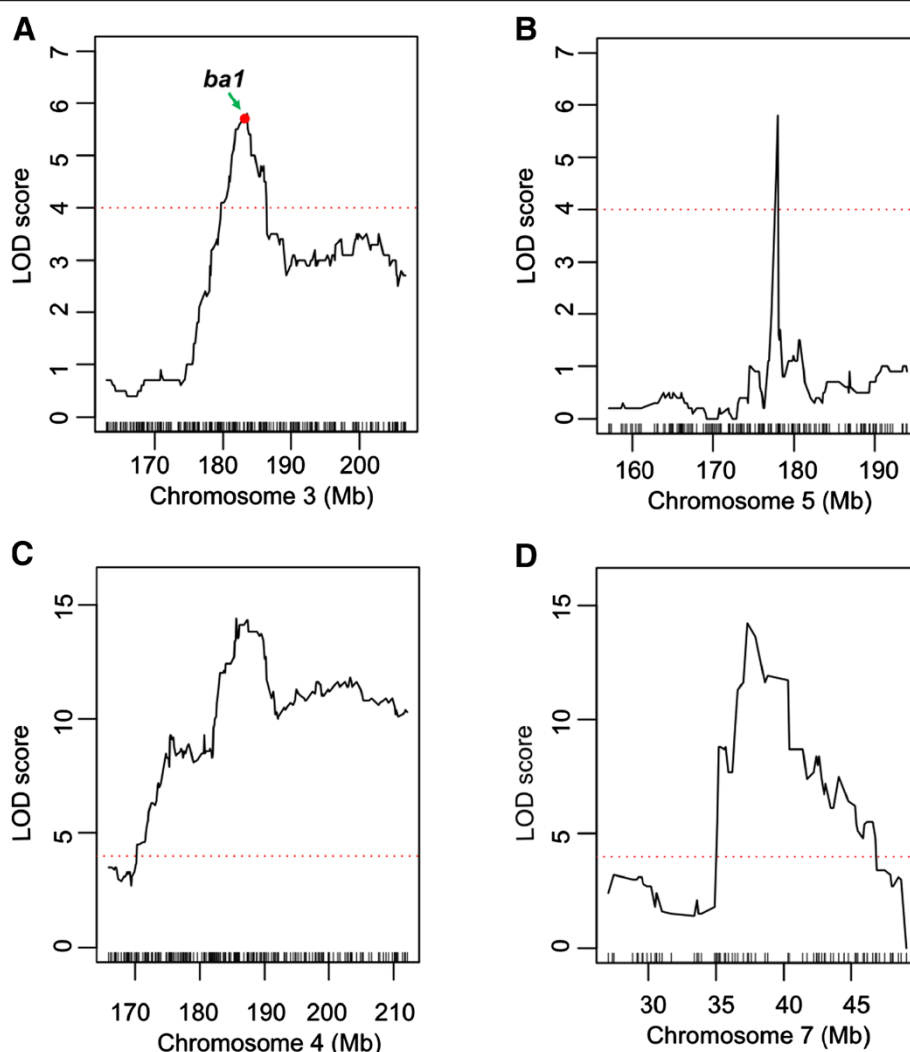 A
7
6
5
4
3
2
1
0
LOD score
ba1
170 180 190 200
Chromosome 3 (Mb)
B
7
6
5
4
3
2
1
0
LOD score
160 170 180 190
Chromosome 5 (Mb)
C
15
10
5
0
LOD score
170 180 190 200 210
Chromosome 4 (Mb)
D
15
10
5
0
LOD score
30 35 40 45
Chromosome 7 (Mb)